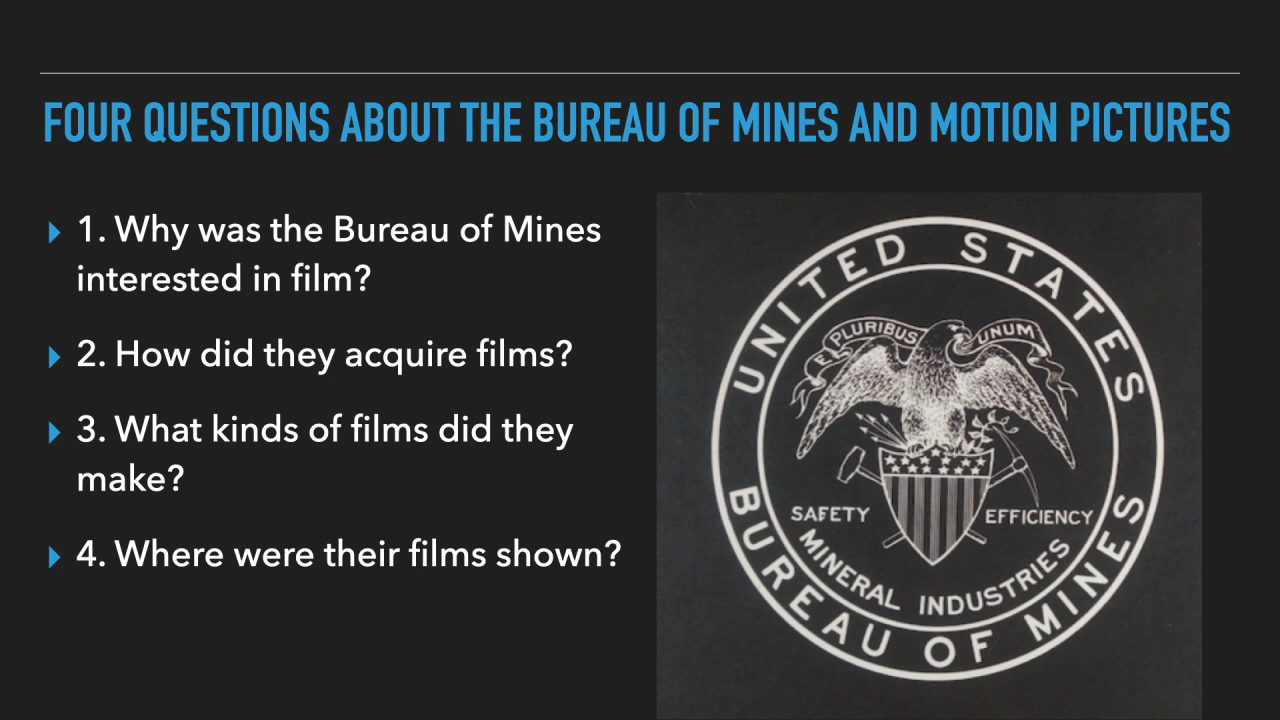 FOUR QUESTIONS ABOUT THE BUREAU OF MINES AND MOTION PICTURES
1. Why was the Bureau of Mines
interested in film?
2. How did they acquire films?
3. What kinds of films did they
make?
4. Where were their films shown?
UNITED STATES
E PLURIBUS UNUM
SAFETY EFFICIENCY
MINERAL INDUSTRIES
BUREAU OF MINES